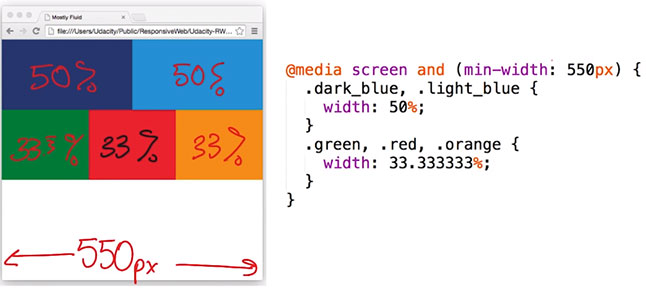 Mostly Fluid
file:///Users/Udacity/Public/ResponsiveWeb/Udacity-RW...
50% 50%
33.3% 33% 33%
550px
@media screen and (min-width: 550px) {
.dark_blue, .light_blue {
width: 50%;
}
.green, .red, .orange {
width: 33.333333%;
}
}